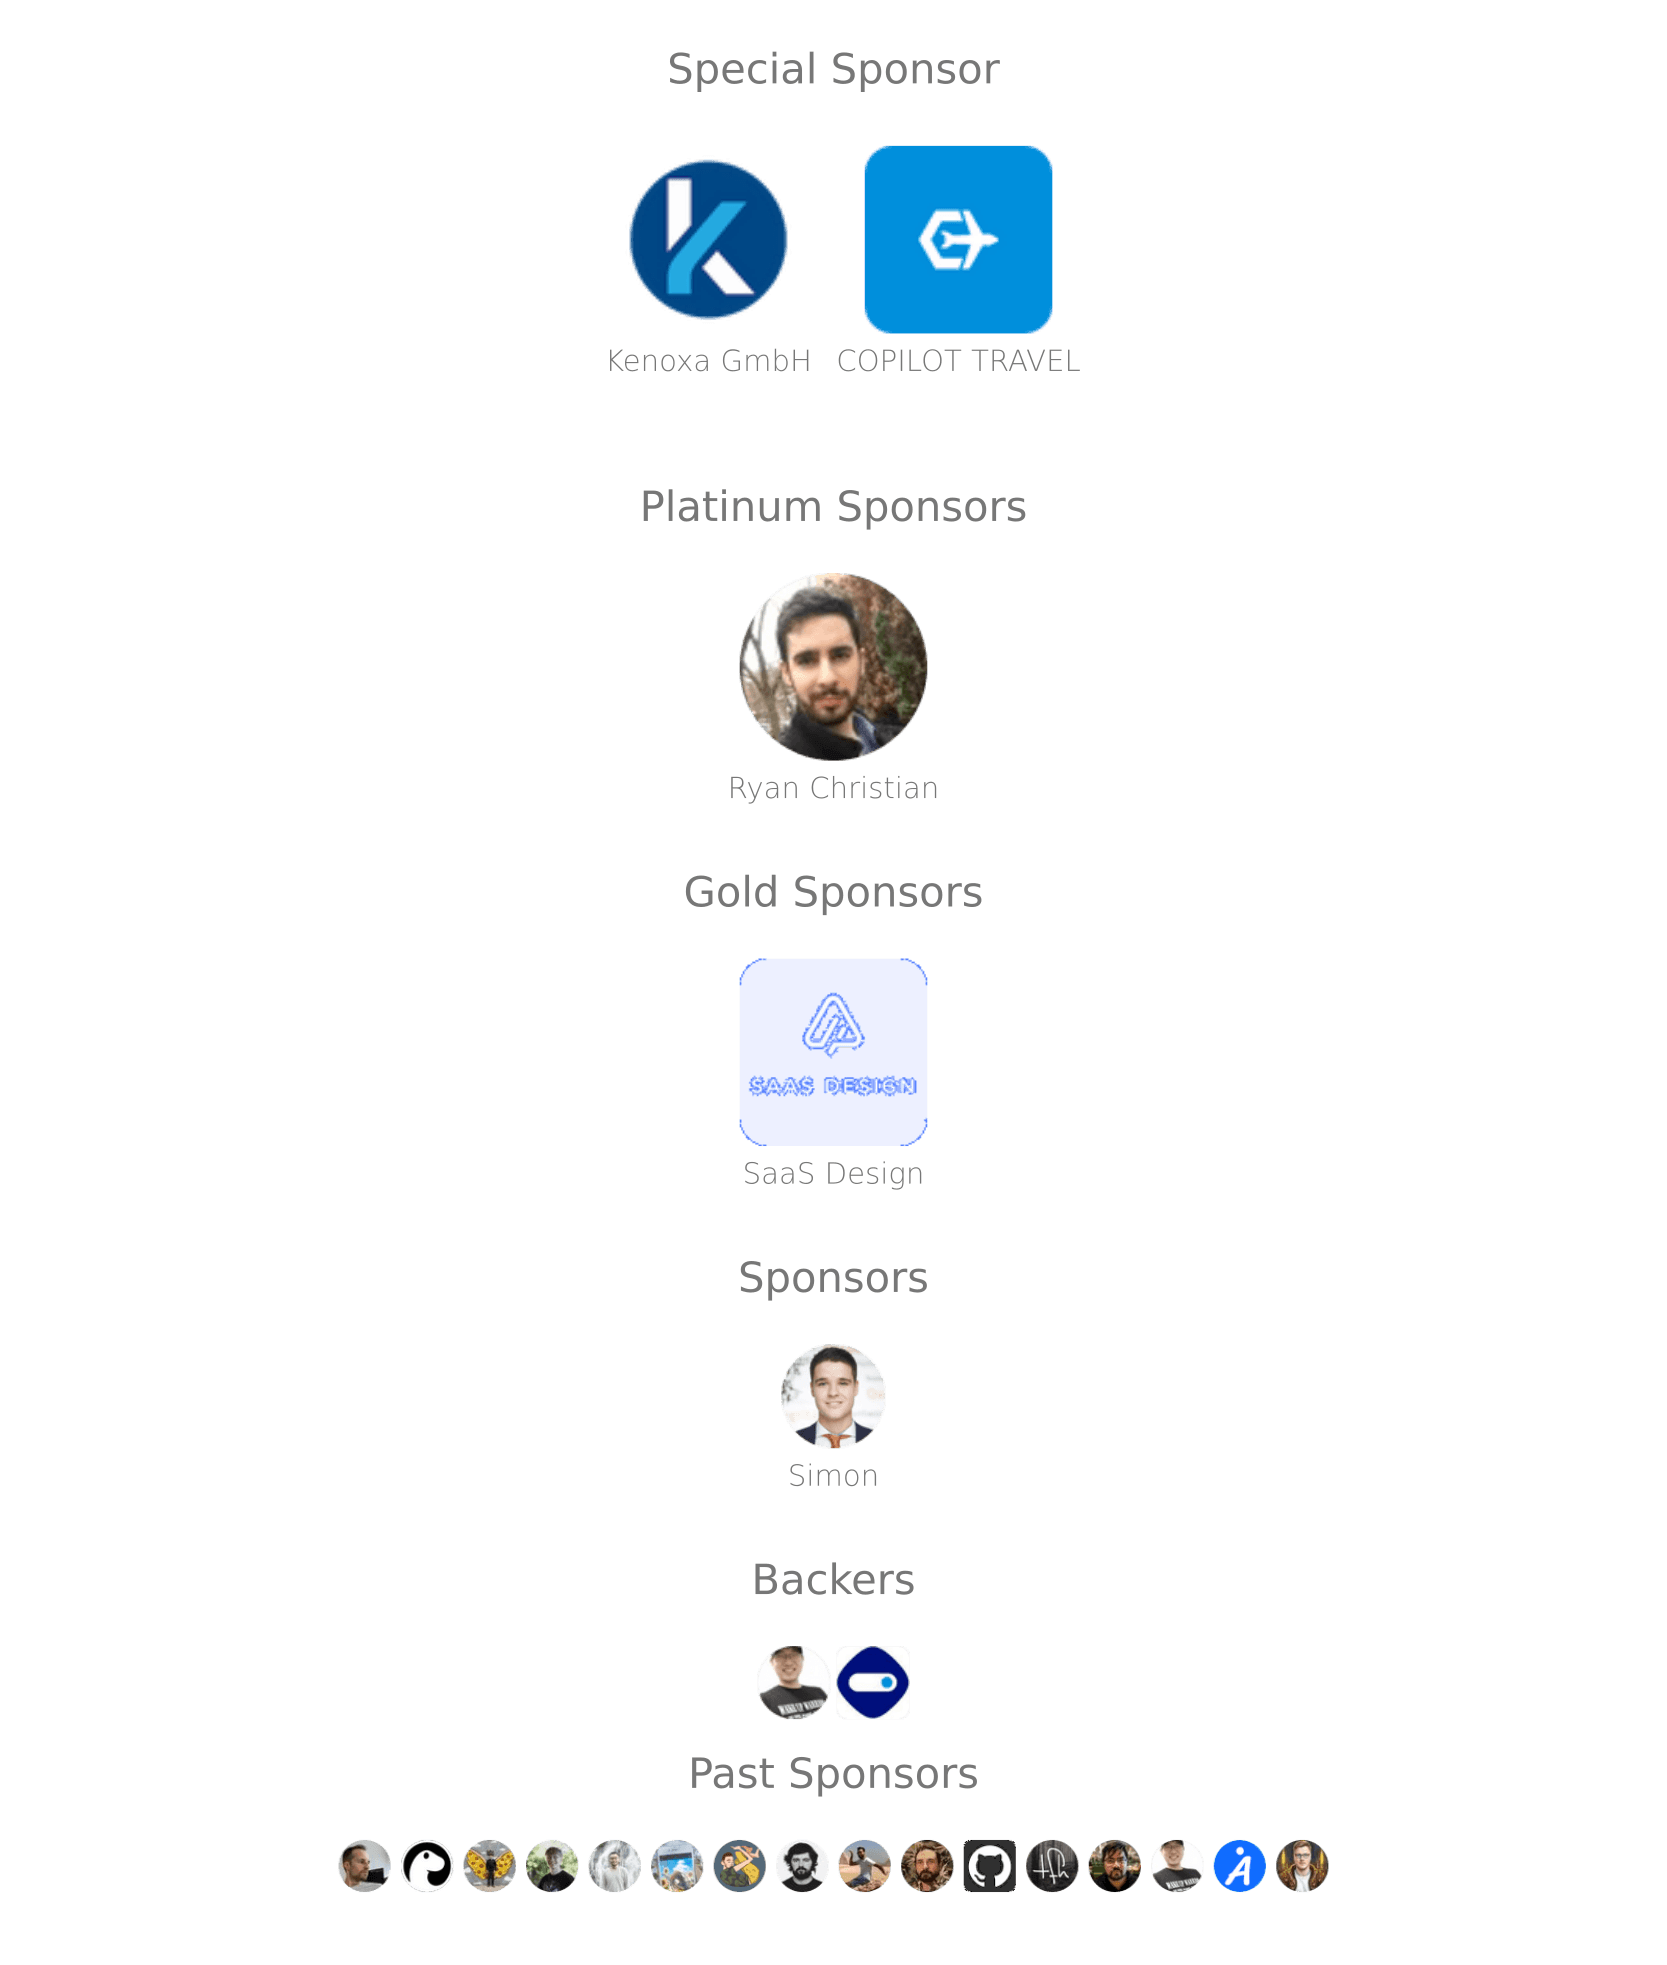 Special Sponsor
Kenoxa GmbH COPILOT TRAVEL
Platinum Sponsors
Ryan Christian
Gold Sponsors
SAAS DESIGN
SaaS Design
Sponsors
Simon
Backers
Past Sponsors